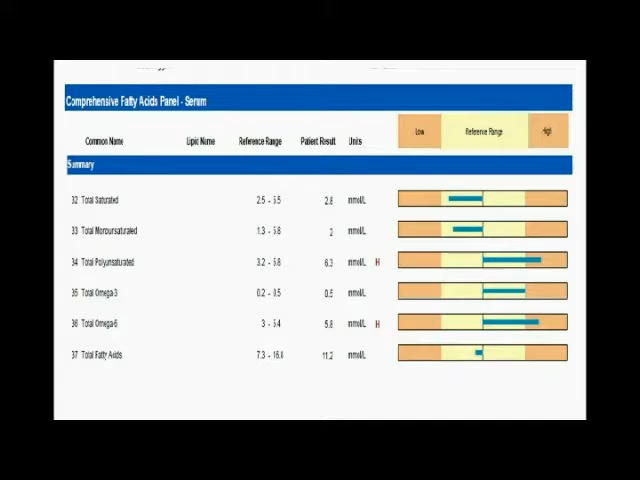 Comprehensive Fatty Acids Panel - Serum
Common Name Lipid Name Reference Range Patient Result Units Low Reference Range High
Summary
32 Total Saturated 2.5 - 5.5 2.8 mmol/L
33 Total Monounsaturated 1.3 - 5.8 2 mmol/L
34 Total Polyunsaturated 3.2 - 5.8 6.3 mmol/L H
35 Total Omega-3 0.2 - 0.5 0.5 mmol/L
36 Total Omega-6 3 - 5.4 5.8 mmol/L H
37 Total Fatty Acids 7.3 - 16.8 11.2 mmol/L